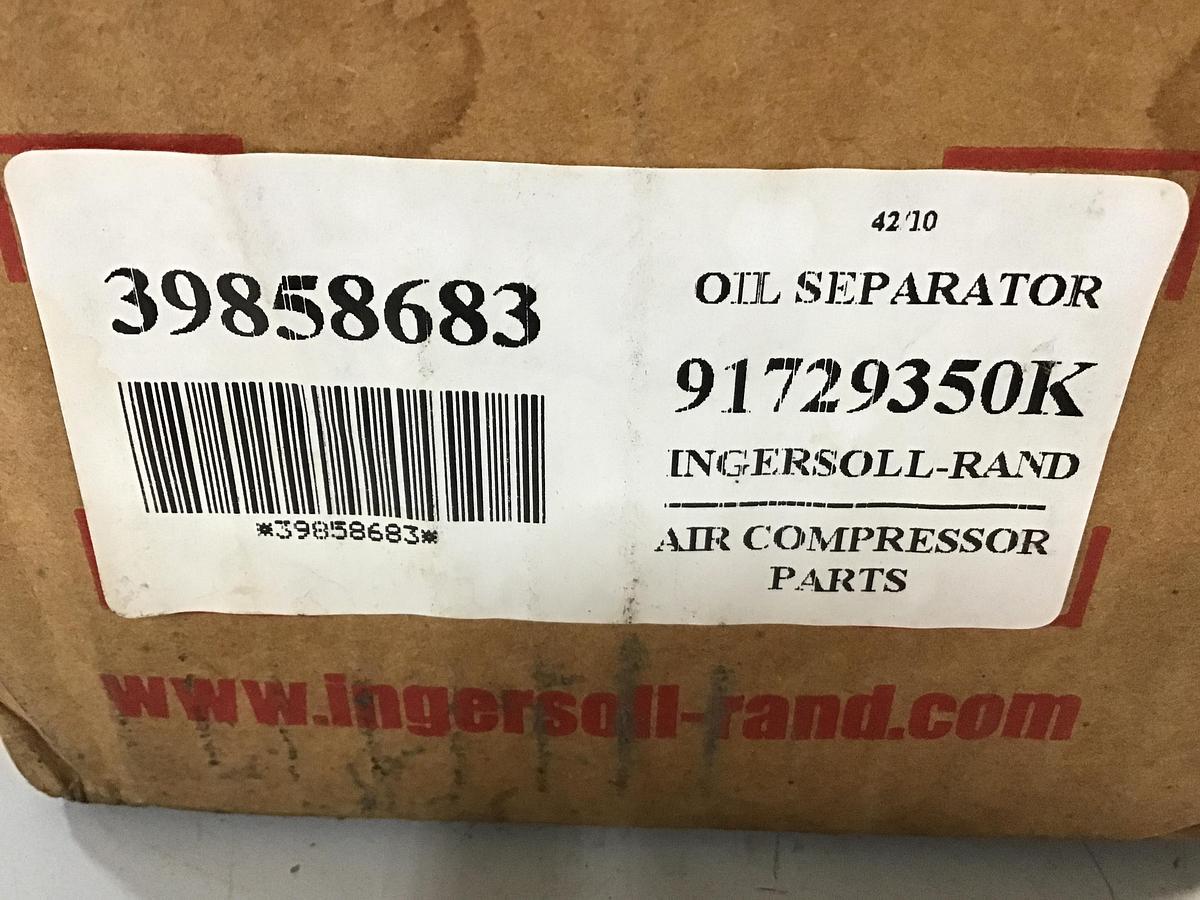 39858683
*39858683*
42/10
OIL SEPARATOR
91729350K
INGERSOLL-RAND
AIR COMPRESSOR
PARTS
www.ingersoll-rand.com